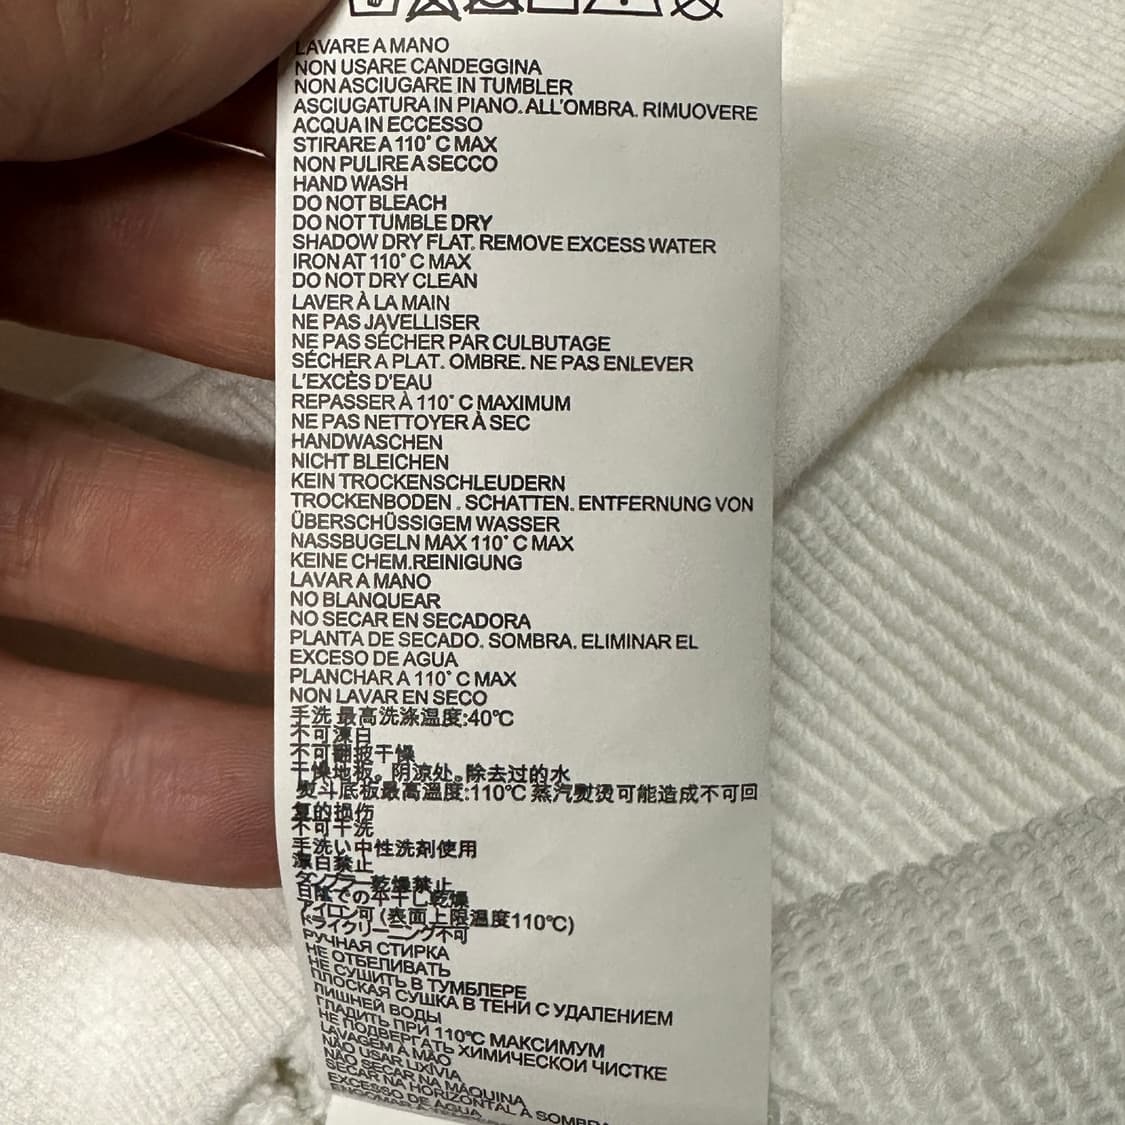 LAVARE A MANO
NON USARE CANDEGGINA
NON ASCIUGARE IN TUMBLER
ASCIUGATURA IN PIANO. ALL'OMBRA. RIMUOVERE
ACQUA IN ECCESSO
STIRARE A 110° C MAX
NON PULIRE A SECCO
HAND WASH
DO NOT BLEACH
DO NOT TUMBLE DRY
SHADOW DRY FLAT. REMOVE EXCESS WATER
IRON AT 110° C MAX
DO NOT DRY CLEAN
LAVER À LA MAIN
NE PAS JAVELLISER
NE PAS SÉCHER PAR CULBUTAGE
SÉCHER A PLAT. OMBRE. NE PAS ENLEVER
L'EXCÈS D'EAU
REPASSER À 110° C MAXIMUM
NE PAS NETTOYER À SEC
HANDWASCHEN
NICHT BLEICHEN
KEIN TROCKENSCHLEUDERN
TROCKENBODEN . SCHATTEN. ENTFERNUNG VON
ÜBERSCHÜSSIGEM WASSER
NASSBUGELN MAX 110° C MAX
KEINE CHEM.REINIGUNG
LAVAR A MANO
NO BLANQUEAR
NO SECAR EN SECADORA
PLANTA DE SECADO. SOMBRA. ELIMINAR EL
EXCESO DE AGUA
PLANCHAR A 110° C MAX
NON LAVAR EN SECO
手洗 最高洗涤温度:40℃
不可涑白
不可翻披干燥
干燥地板。阴凉处。除去过的水
熨斗底板最高溫度:110℃ 蒸汽熨烫可能造成不可回
复的损伤
不可干洗
手洗い中性洗剤使用
漂白禁止
タンブラー乾燥禁止
日陰での平干し乾燥
アイロン可 (表面上限温度110℃)
ドライクリーニング不可
РУЧНАЯ СТИРКА
НЕ ОТБЕЛИВАТЬ
НЕ СУШИТЬ В ТУМБЛЕРЕ
ПЛОСКАЯ СУШКА В ТЕНИ С УДАЛЕНИЕМ
ЛИШНЕЙ ВОДЫ
ГЛАДИТЬ ПРИ 110℃ МАКСИМУМ
НЕ ПОДВЕРГАТЬ ХИМИЧЕСКОЙ ЧИСТКЕ
LAVAGEM À MÃO
NÃO USAR LIXÍVIA
NÃO SECAR NA MÁQUINA
SECAR NA HORIZONTAL À SOMBRA
EXCESSO DE ÁGUA
ENGOMAR A